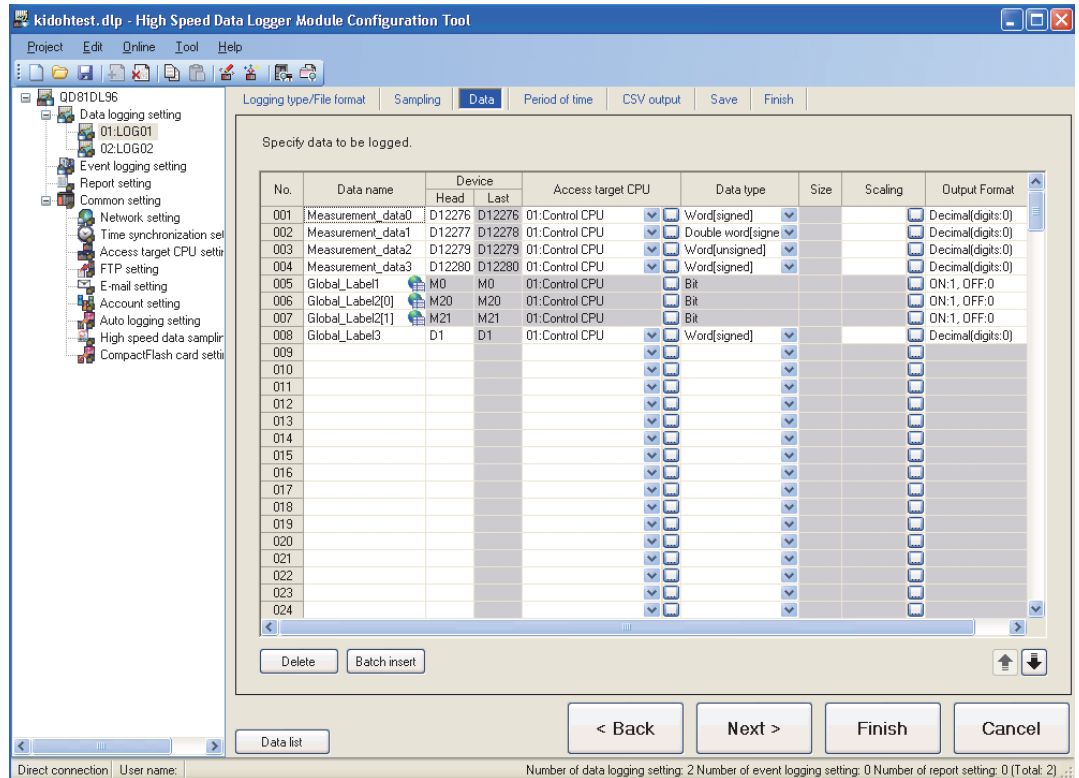 kidohtest.dlp - High Speed Data Logger Module Configuration Tool
Project Edit Online Tool Help
QD81DL96
Data logging setting
01:LOG01
02:LOG02
Event logging setting
Report setting
Common setting
Network setting
Time synchronization set
Access target CPU settin
FTP setting
E-mail setting
Account setting
Auto logging setting
High speed data samplin
CompactFlash card settin
Logging type/File format Sampling Data Period of time CSV output Save Finish
Specify data to be logged.
No. Data name Device Access target CPU Data type Size Scaling Output Format
Head Last
001 Measurement_data0 D12276 D12276 01:Control CPU ... Word[signed] ... Decimal(digits:0)
002 Measurement_data1 D12277 D12278 01:Control CPU ... Double word[signe ... Decimal(digits:0)
003 Measurement_data2 D12279 D12279 01:Control CPU ... Word[unsigned] ... Decimal(digits:0)
004 Measurement_data3 D12280 D12280 01:Control CPU ... Word[signed] ... Decimal(digits:0)
005 Global_Label1 M0 M0 01:Control CPU ... Bit ... ON:1, OFF:0
006 Global_Label2[0] M20 M20 01:Control CPU ... Bit ... ON:1, OFF:0
007 Global_Label2[1] M21 M21 01:Control CPU ... Bit ... ON:1, OFF:0
008 Global_Label3 D1 D1 01:Control CPU ... Word[signed] ... Decimal(digits:0)
009 ... ...
010 ... ...
011 ... ...
012 ... ...
013 ... ...
014 ... ...
015 ... ...
016 ... ...
017 ... ...
018 ... ...
019 ... ...
020 ... ...
021 ... ...
022 ... ...
023 ... ...
024 ... ...
Delete Batch insert
< Back Next > Finish Cancel
Data list
Direct connection User name: Number of data logging setting: 2 Number of event logging setting: 0 Number of report setting: 0 (Total: 2)